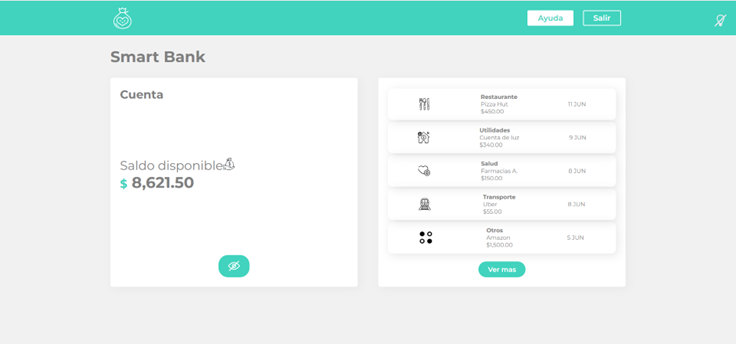 Ayuda
Salir
Smart Bank
Cuenta
Saldo disponible
$ 8,621.50
Restaurante
Pizza Hut
$450.00
11 JUN
Utilidades
Cuenta de luz
$340.00
9 JUN
Salud
Farmacias A.
$150.00
8 JUN
Transporte
Uber
$55.00
8 JUN
Otros
Amazon
$1,500.00
5 JUN
Ver mas